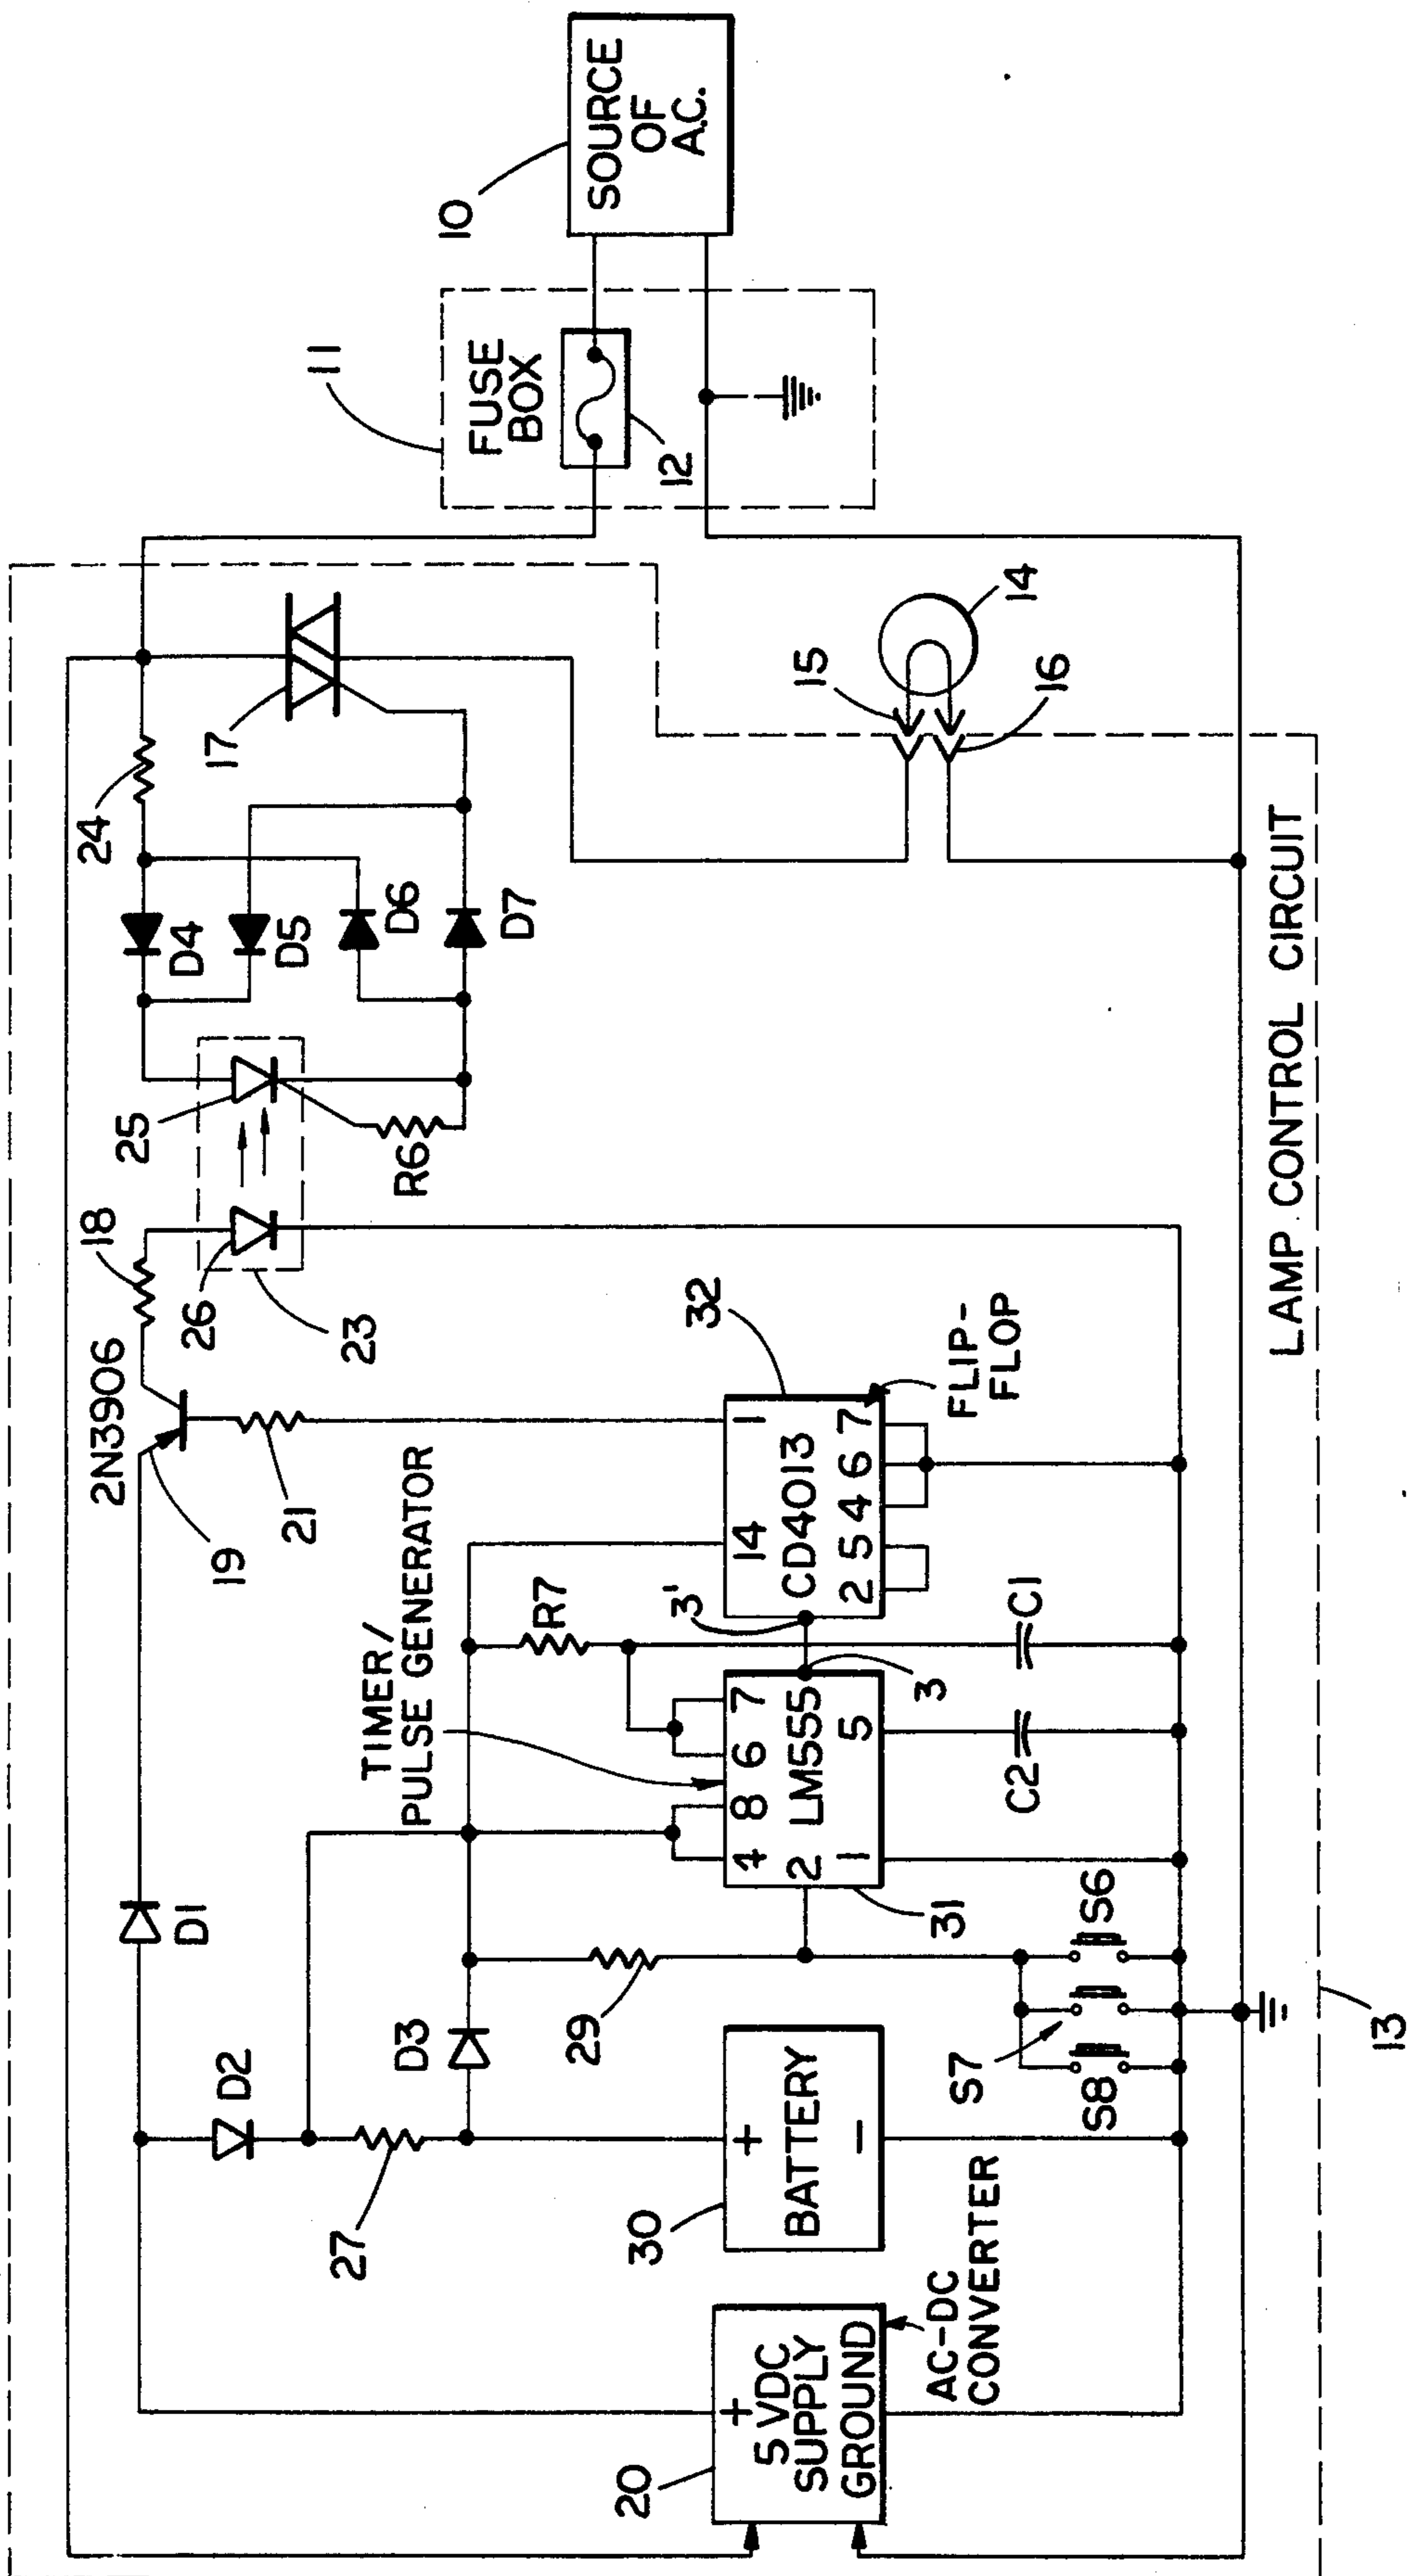 LAMP CONTROL CIRCUIT
13
10
SOURCE
OF
A.C.
11
FUSE
BOX
12
14
15
16
17
24
D4
D5
D6
D7
25
R6
18
26
23
2N3906
19
21
32
FLIP-
FLOP
1
14
CD4013
2 5 4 6 7
3'
3
R7
C1
TIMER/
PULSE GENERATOR
4 8 6 7
2 LM555
1 5
31
C2
D1
D2
D3
27
29
S6
S7
S8
30
+
BATTERY
−
20
+
5 VDC
SUPPLY
GROUND
AC-DC
CONVERTER